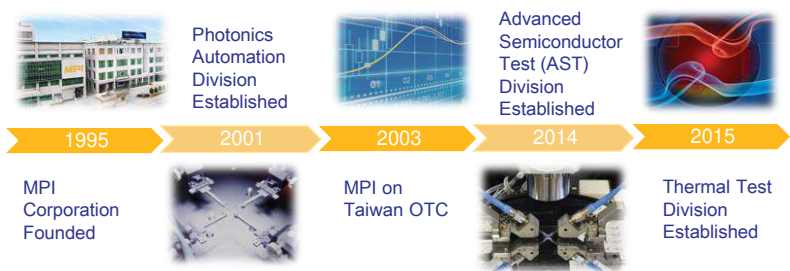 MPI
Photonics
Automation
Division
Established
Advanced
Semiconductor
Test (AST)
Division
Established
1995
2001
2003
2014
2015
MPI
Corporation
Founded
MPI on
Taiwan OTC
Thermal Test
Division
Established